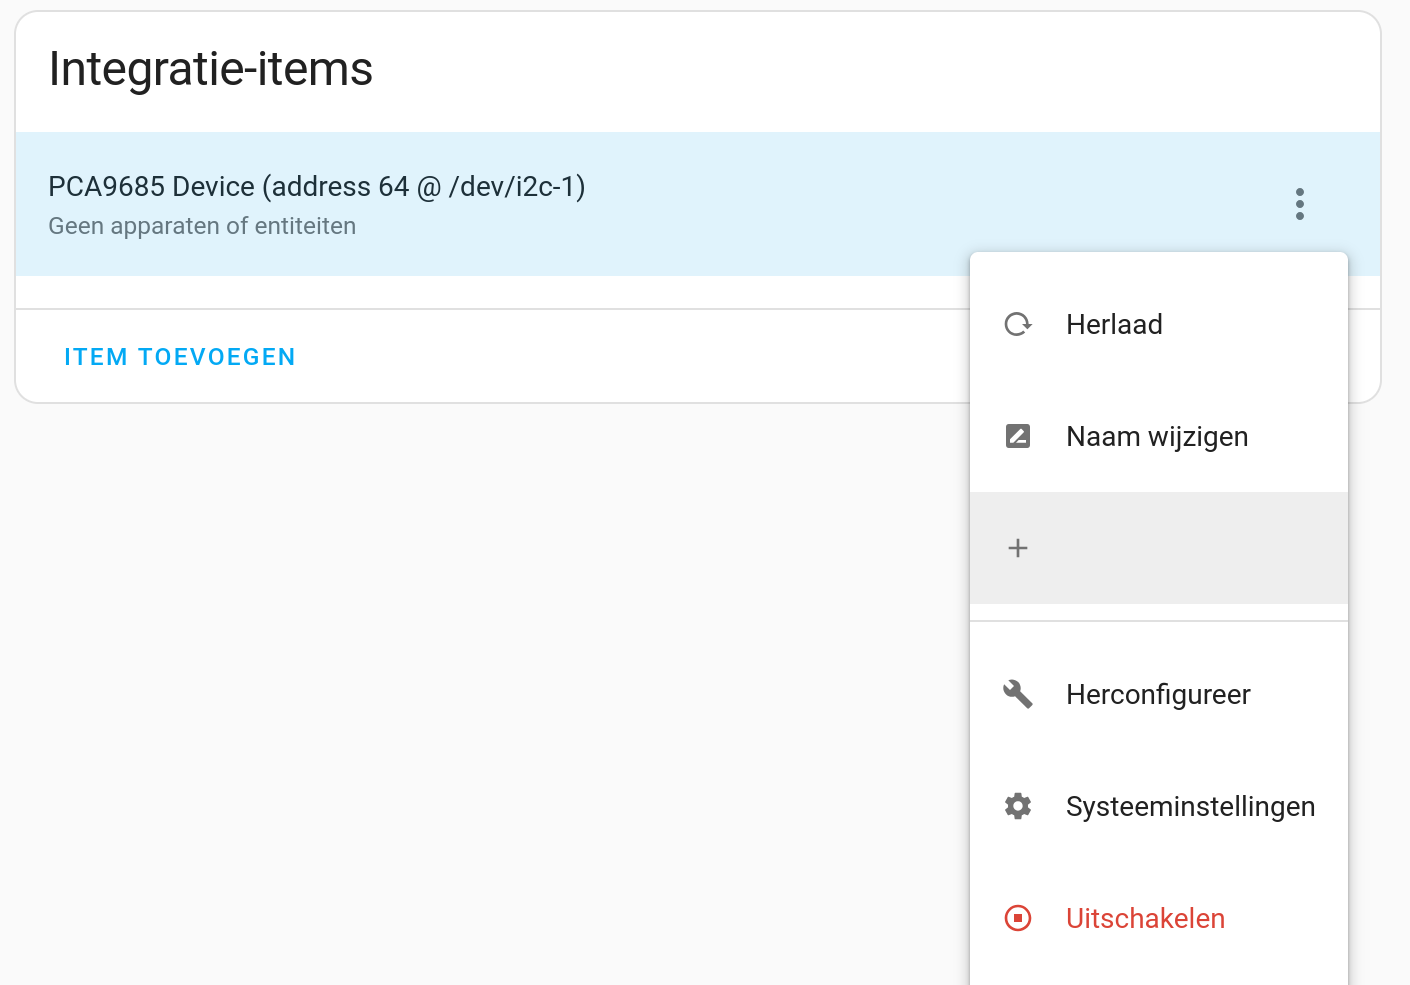 Integratie-items
PCA9685 Device (address 64 @ /dev/i2c-1)
Geen apparaten of entiteiten
ITEM TOEVOEGEN
Herlaad
Naam wijzigen
Herconfigureer
Systeeminstellingen
Uitschakelen